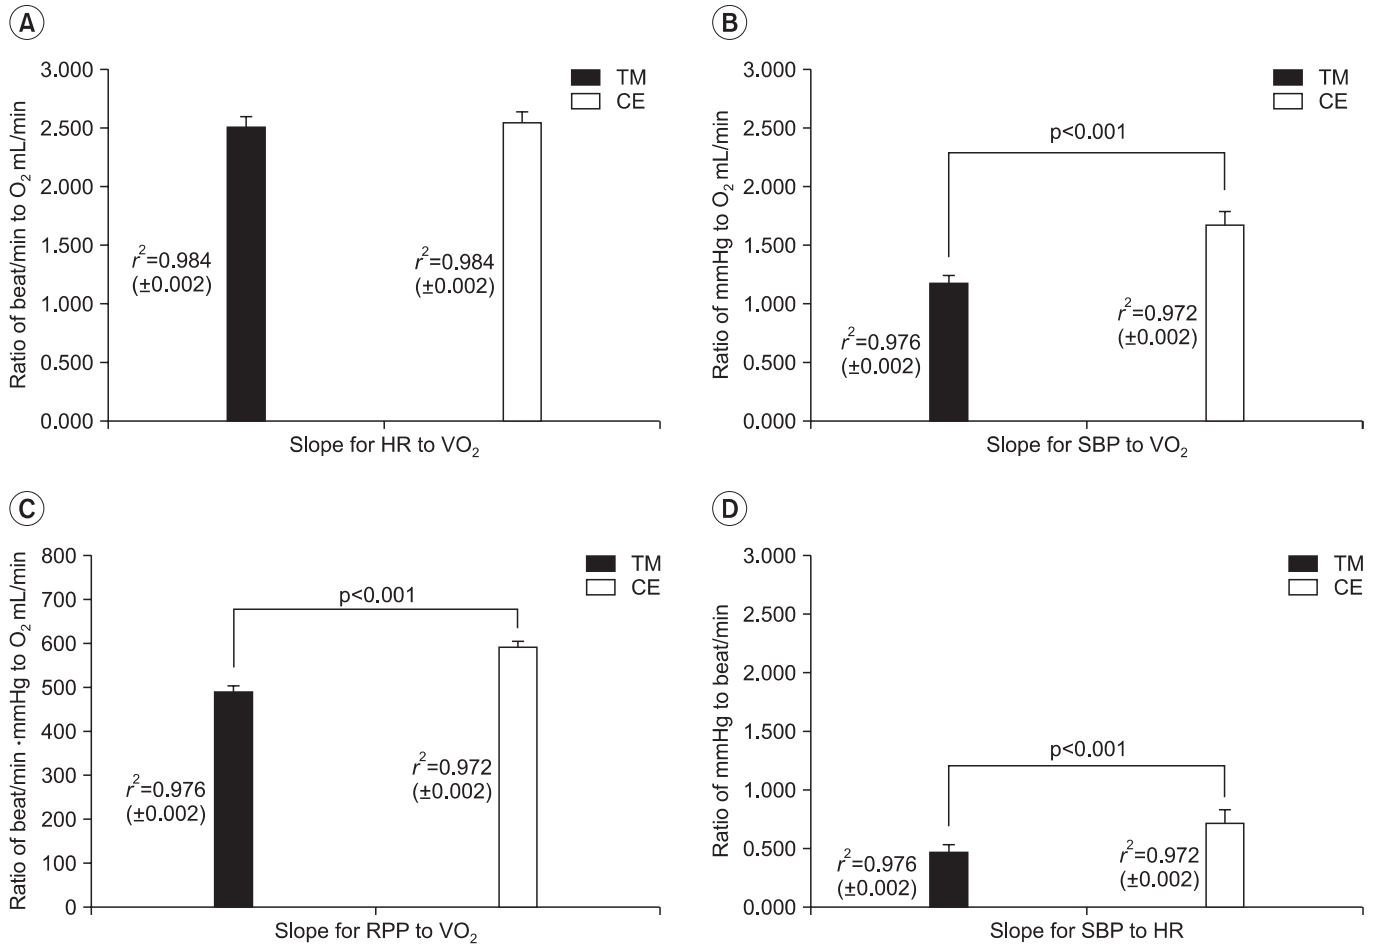 A
Ratio of beat/min to O₂ mL/min
3.000
2.500
2.000
1.500
1.000
0.500
0.000
TM
CE
r²=0.984
(±0.002)
r²=0.984
(±0.002)
Slope for HR to VO₂
B
Ratio of mmHg to O₂ mL/min
3.000
2.500
2.000
1.500
1.000
0.500
0.000
TM
CE
p<0.001
r²=0.976
(±0.002)
r²=0.972
(±0.002)
Slope for SBP to VO₂
C
Ratio of beat/min·mmHg to O₂ mL/min
800
700
600
500
400
300
200
100
0
TM
CE
p<0.001
r²=0.976
(±0.002)
r²=0.972
(±0.002)
Slope for RPP to VO₂
D
Ratio of mmHg to beat/min
3.000
2.500
2.000
1.500
1.000
0.500
0.000
TM
CE
p<0.001
r²=0.976
(±0.002)
r²=0.972
(±0.002)
Slope for SBP to HR